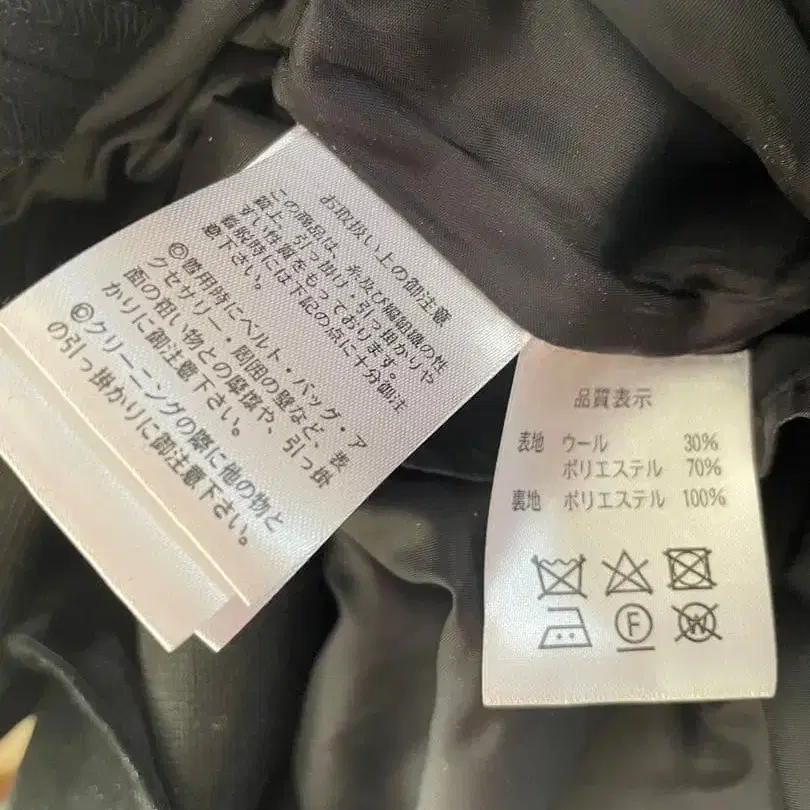 お取扱い上の御注意
この商品は、糸及び編組織の性
質上、引っ掛け・引っ掛かりや
すい性質をもっております。
着脱時には下記の点に十分御注
意下さい。
◎着用時にベルト・バッグ・ア
クセサリー・周囲の壁など、表
面の粗い物との摩擦や、引っ掛
かりに御注意下さい。
◎クリーニングの際に他の物と
の引っ掛かりに御注意下さい。
品質表示
表地 ウール 30%
ポリエステル 70%
裏地 ポリエステル 100%
F W